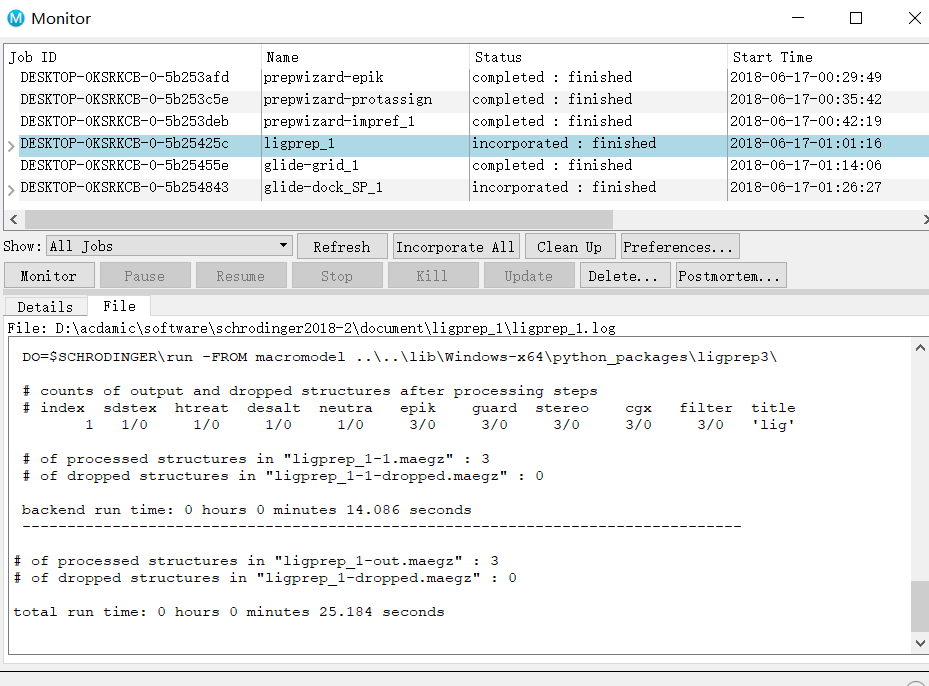 Monitor
Job ID Name Status Start Time
DESKTOP-0KSRKCB-0-5b253afd prepwizard-epik completed : finished 2018-06-17-00:29:49
DESKTOP-0KSRKCB-0-5b253c5e prepwizard-protassign completed : finished 2018-06-17-00:35:42
DESKTOP-0KSRKCB-0-5b253deb prepwizard-impref_1 completed : finished 2018-06-17-00:42:19
DESKTOP-0KSRKCB-0-5b25425c ligprep_1 incorporated : finished 2018-06-17-01:01:16
DESKTOP-0KSRKCB-0-5b25455e glide-grid_1 completed : finished 2018-06-17-01:14:06
DESKTOP-0KSRKCB-0-5b254843 glide-dock_SP_1 incorporated : finished 2018-06-17-01:26:27
Show: All Jobs Refresh Incorporate All Clean Up Preferences...
Monitor Pause Resume Stop Kill Update Delete... Postmortem...
Details File
File: D:\acdamic\software\schrodinger2018-2\document\ligprep_1\ligprep_1.log
DO=$SCHRODINGER\run -FROM macromodel ..\..\lib\Windows-x64\python_packages\ligprep3\
# counts of output and dropped structures after processing steps
# index sdstex htreat desalt neutra epik guard stereo cgx filter title
1 1/0 1/0 1/0 1/0 3/0 3/0 3/0 3/0 3/0 'lig'
# of processed structures in "ligprep_1-1.maegz" : 3
# of dropped structures in "ligprep_1-1-dropped.maegz" : 0
backend run time: 0 hours 0 minutes 14.086 seconds
--------------------------------------------------------------------------------
# of processed structures in "ligprep_1-out.maegz" : 3
# of dropped structures in "ligprep_1-dropped.maegz" : 0
total run time: 0 hours 0 minutes 25.184 seconds